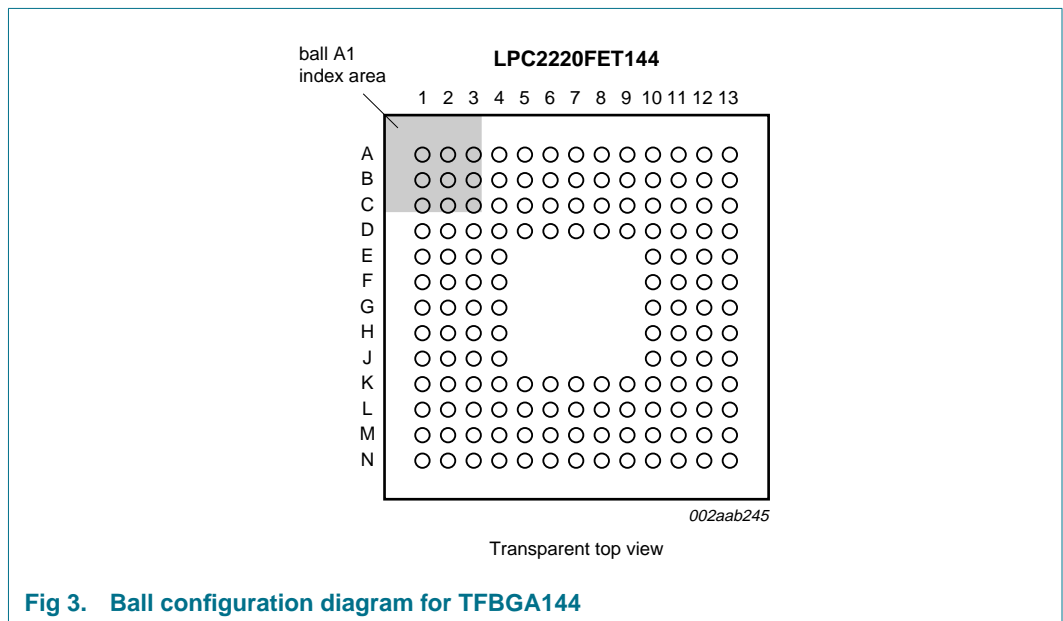 ball A1
index area
LPC2220FET144
1 2 3 4 5 6 7 8 9 10 11 12 13
A
B
C
D
E
F
G
H
J
K
L
M
N
002aab245
Transparent top view
Fig 3. Ball configuration diagram for TFBGA144